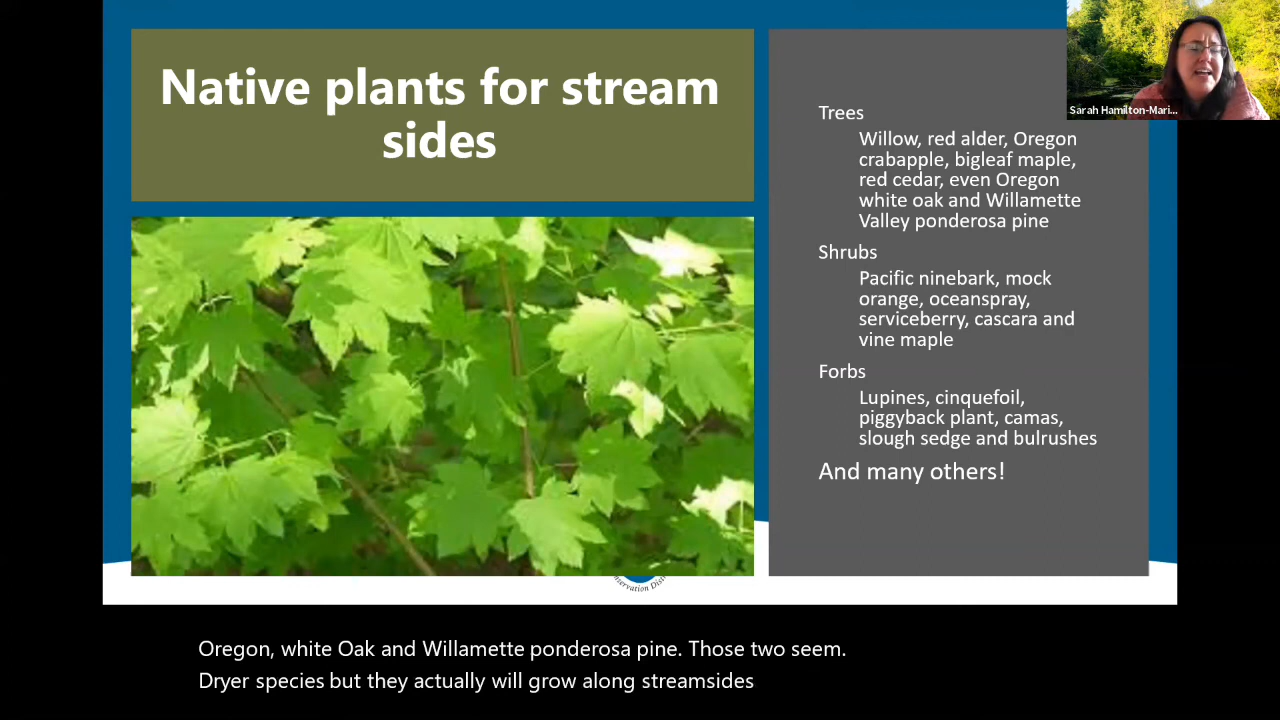 Native plants for stream
sides
Trees
Willow, red alder, Oregon
crabapple, bigleaf maple,
red cedar, even Oregon
white oak and Willamette
Valley ponderosa pine
Shrubs
Pacific ninebark, mock
orange, oceanspray,
serviceberry, cascara and
vine maple
Forbs
Lupines, cinquefoil,
piggyback plant, camas,
slough sedge and bulrushes
And many others!
Sarah Hamilton-Mari...
Oregon, white Oak and Willamette ponderosa pine. Those two seem.
Dryer species but they actually will grow along streamsides